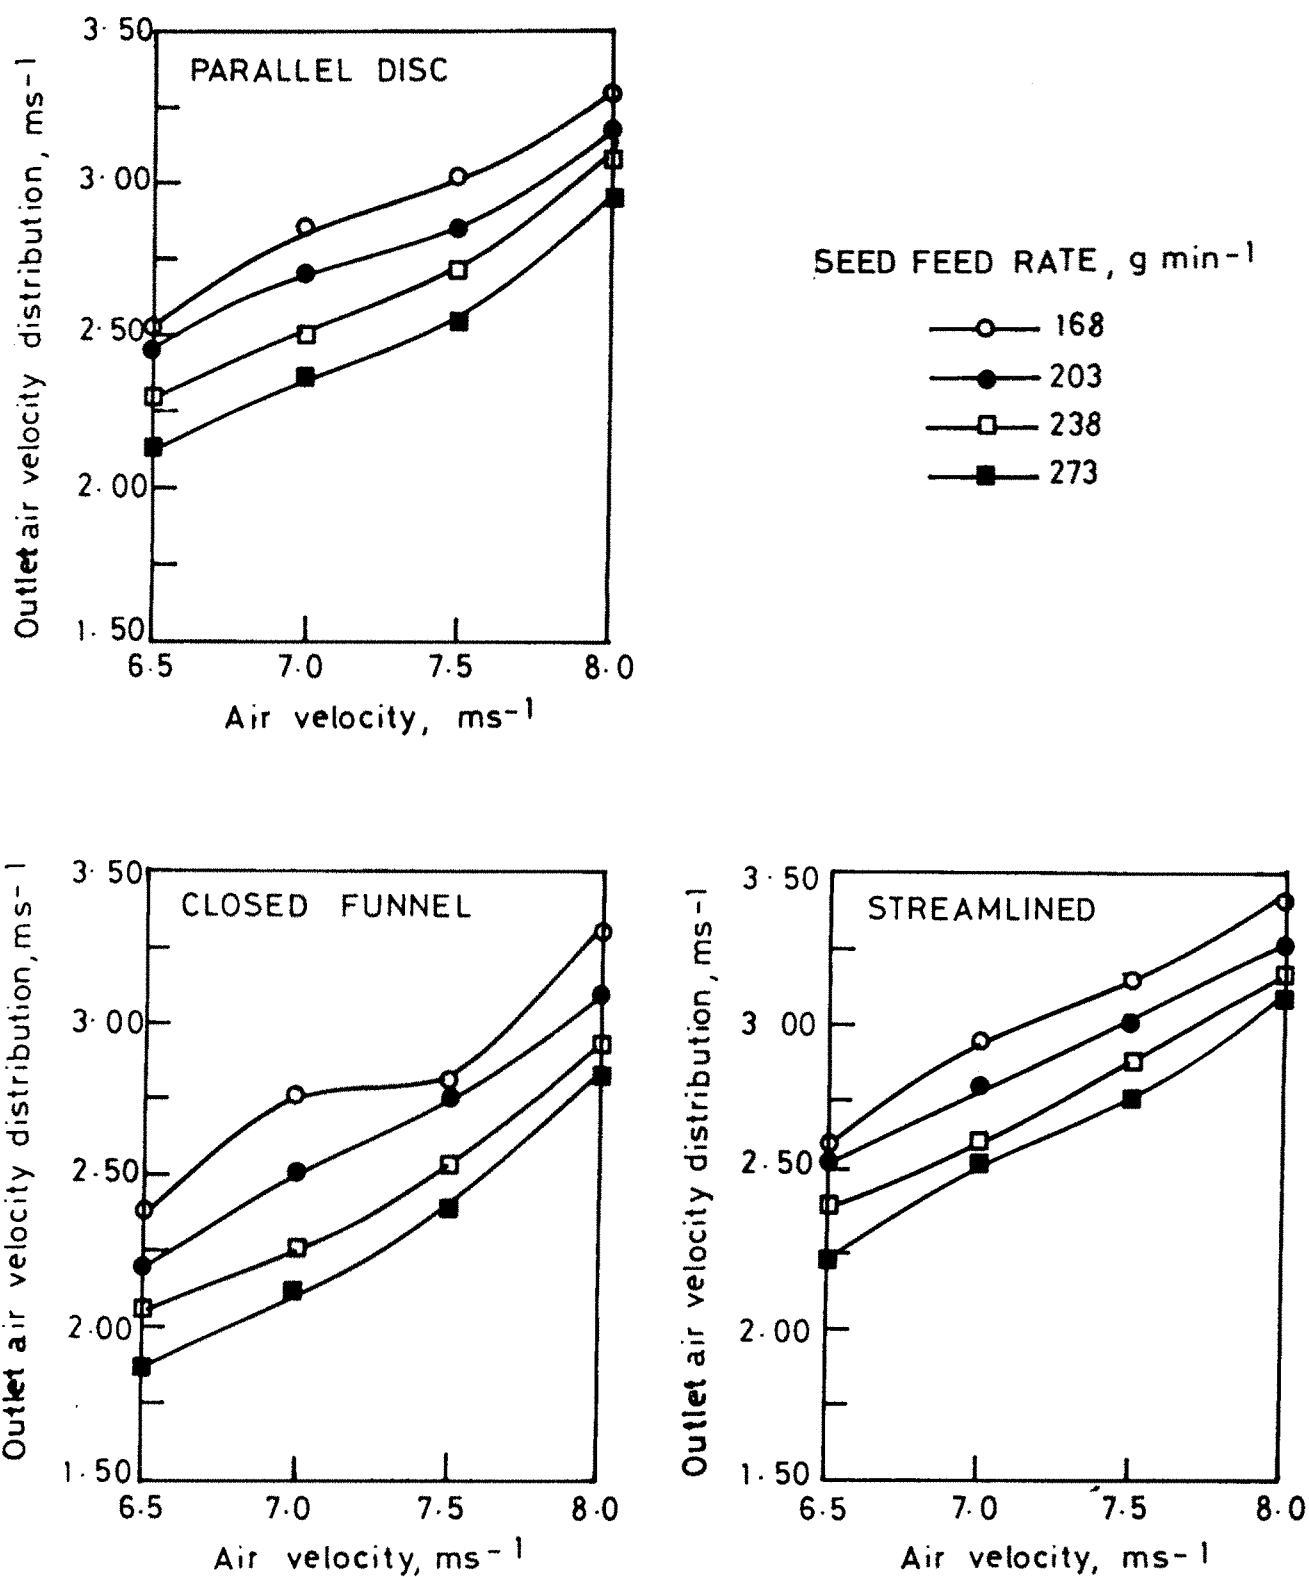 PARALLEL DISC
Outlet air velocity distribution, ms-1
3·50
3·00
2·50
2.00
1.50
6.5 7.0 7.5 8.0
Air velocity, ms-1
SEED FEED RATE, g min-1
168
203
238
273
CLOSED FUNNEL
Outlet air velocity distribution, ms-1
3·50
3·00
2·50
2.00
1.50
6.5 7.0 7.5 8.0
Air velocity, ms-1
STREAMLINED
Outlet air velocity distribution, ms-1
3·50
3 00
2.50
2.00
1.50
6.5 7.0 7.5 8.0
Air velocity, ms-1